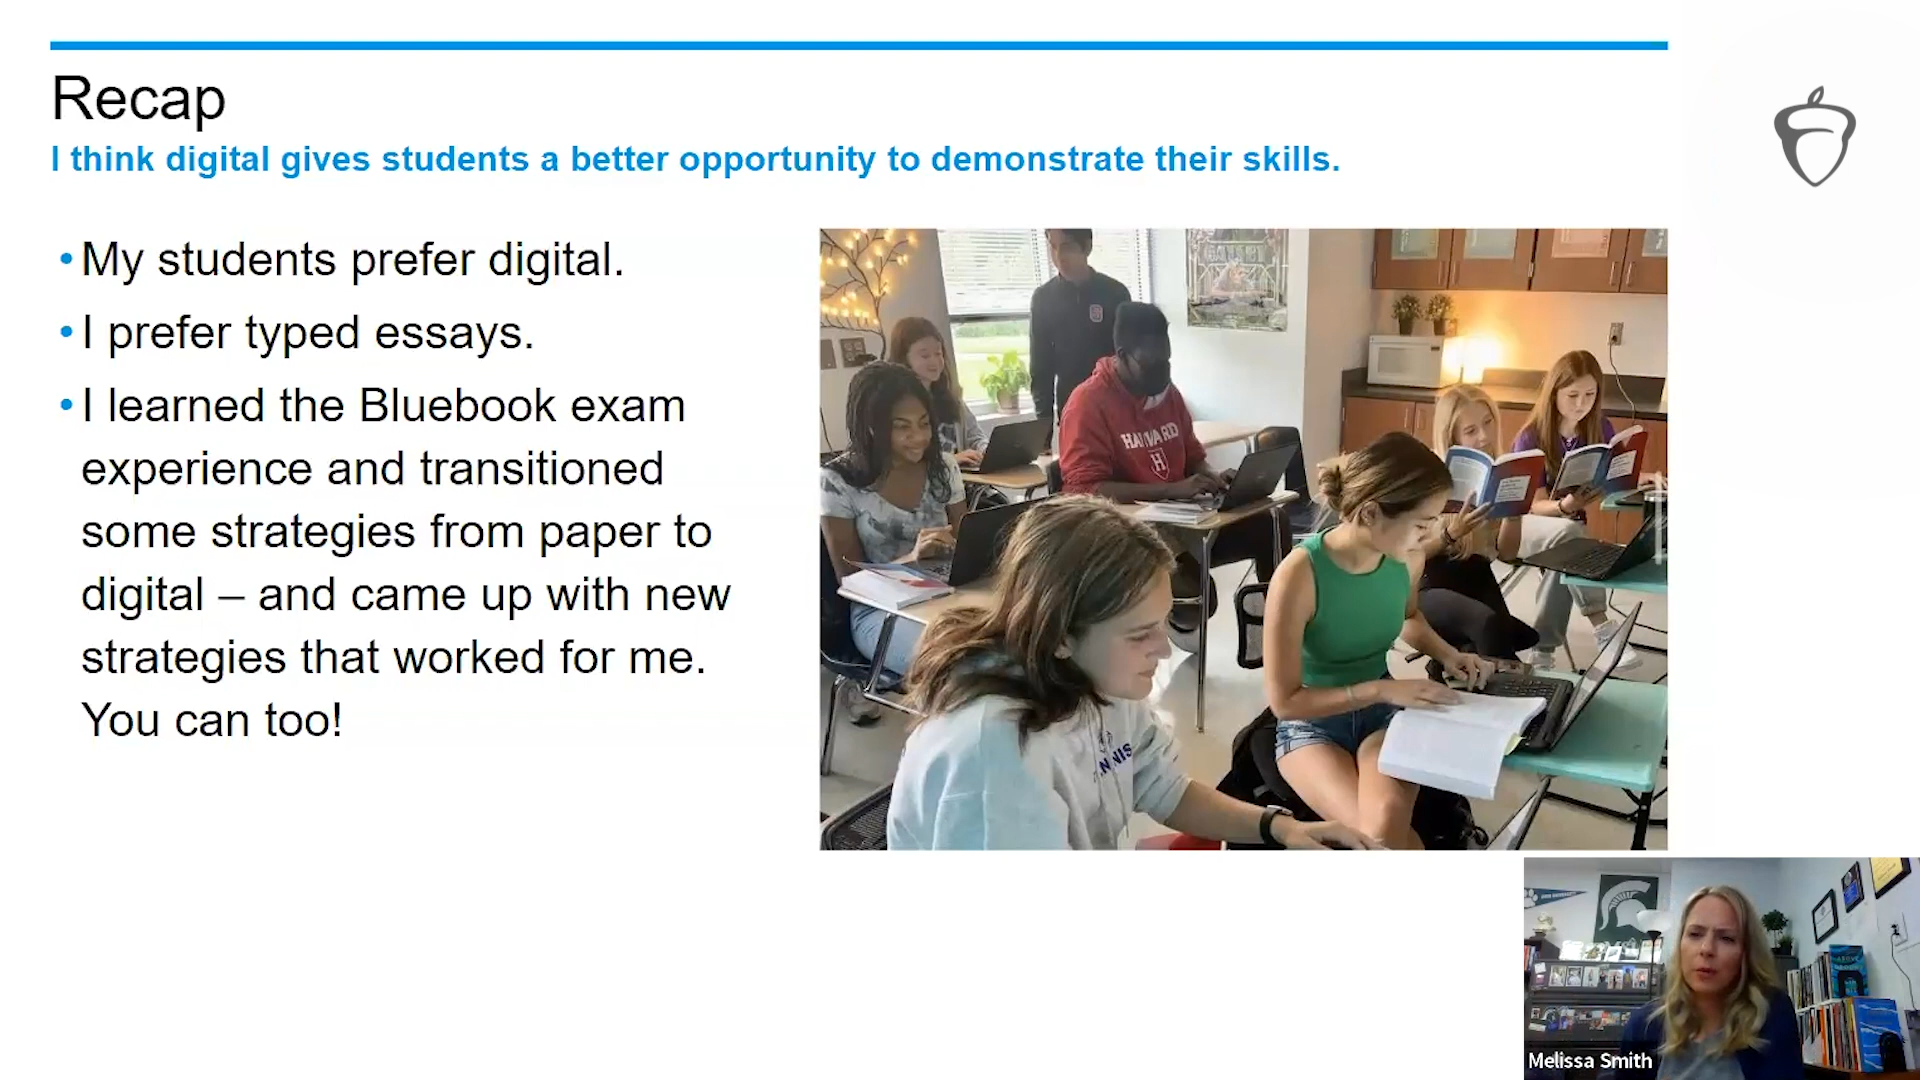 Recap
I think digital gives students a better opportunity to demonstrate their skills.
• My students prefer digital.
• I prefer typed essays.
• I learned the Bluebook exam
experience and transitioned
some strategies from paper to
digital – and came up with new
strategies that worked for me.
You can too!
HARVARD
H
Melissa Smith